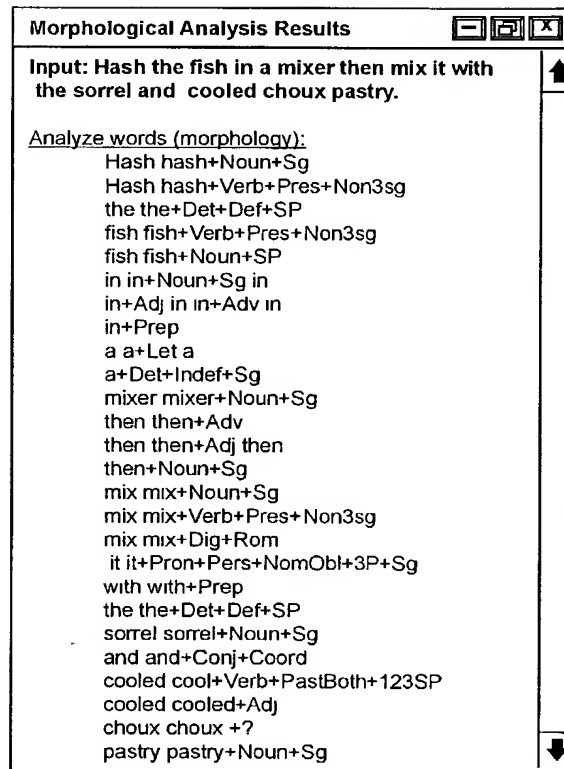 Morphological Analysis Results
Input: Hash the fish in a mixer then mix it with
the sorrel and cooled choux pastry.
Analyze words (morphology):
Hash hash+Noun+Sg
Hash hash+Verb+Pres+Non3sg
the the+Det+Def+SP
fish fish+Verb+Pres+Non3sg
fish fish+Noun+SP
in in+Noun+Sg in
in+Adj in in+Adv in
in+Prep
a a+Let a
a+Det+Indef+Sg
mixer mixer+Noun+Sg
then then+Adv
then then+Adj then
then+Noun+Sg
mix mix+Noun+Sg
mix mix+Verb+Pres+Non3sg
mix mix+Dig+Rom
it it+Pron+Pers+NomObl+3P+Sg
with with+Prep
the the+Det+Def+SP
sorrel sorrel+Noun+Sg
and and+Conj+Coord
cooled cool+Verb+PastBoth+123SP
cooled cooled+Adj
choux choux +?
pastry pastry+Noun+Sg